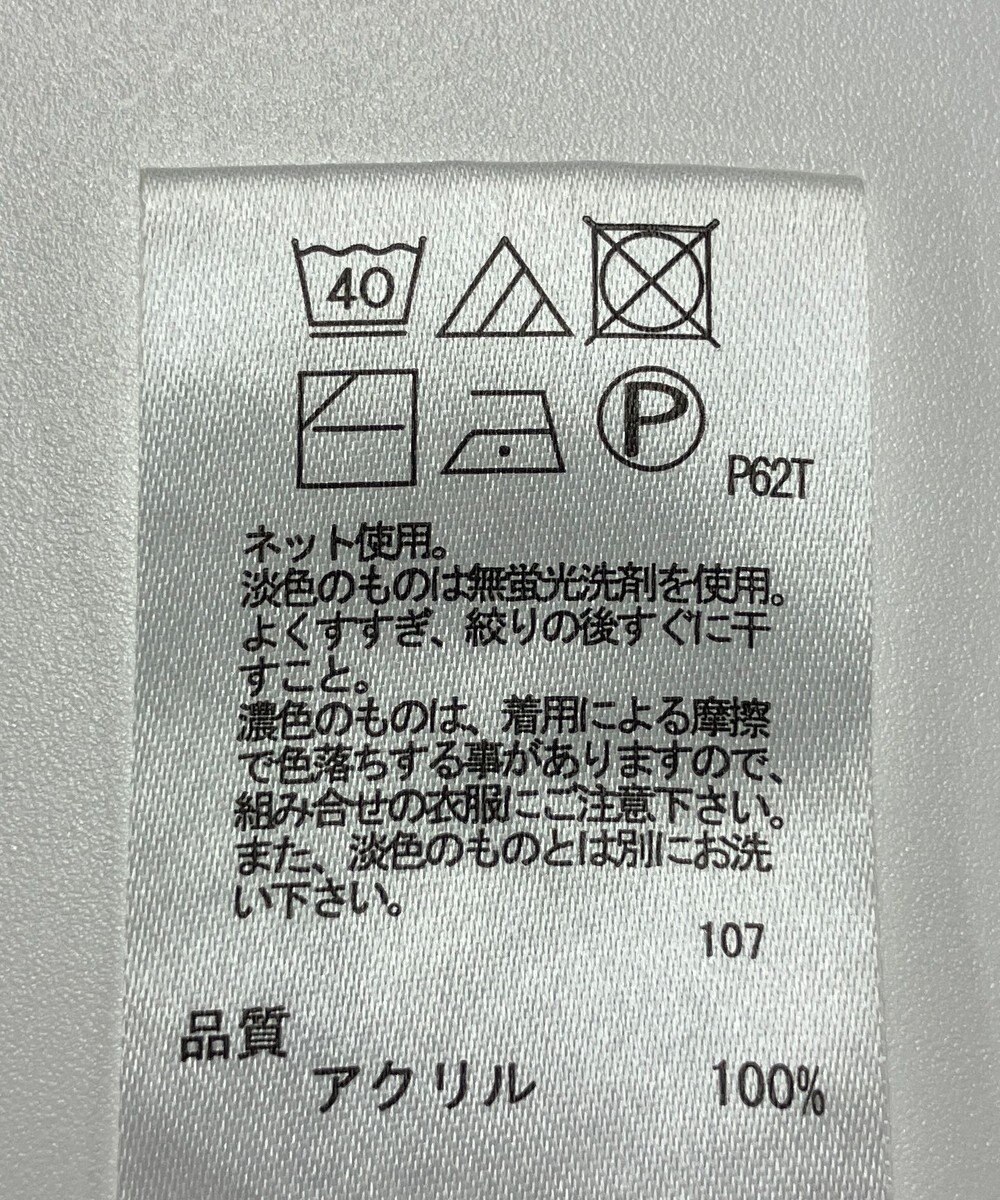 40
P
P62T
ネット使用。
淡色のものは無蛍光洗剤を使用。
よくすすぎ、絞りの後すぐに干
すこと。
濃色のものは、着用による摩擦
で色落ちする事がありますので、
組み合せの衣服にご注意下さい。
また、淡色のものとは別にお洗
い下さい。
107
品質
アクリル 100%